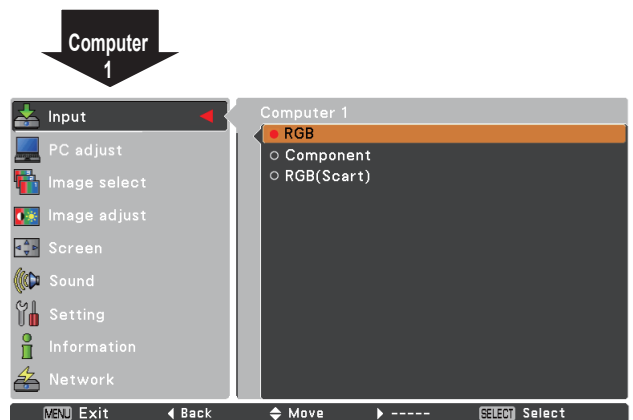 Computer
1
Input
PC adjust
Image select
Image adjust
Screen
Sound
Setting
Information
Network
Computer 1
RGB
Component
RGB(Scart)
MENU Exit Back Move ----- SELECT Select